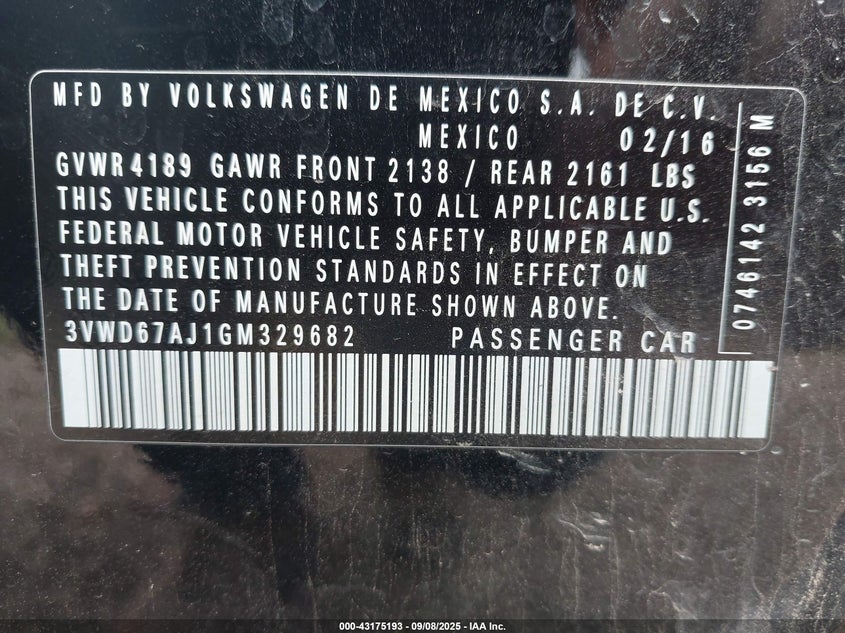 MFD BY VOLKSWAGEN DE MEXICO S.A. DE C.V.
MEXICO 02/16
GVWR 4189 GAWR FRONT 2138 / REAR 2161 LBS
THIS VEHICLE CONFORMS TO ALL APPLICABLE U.S.
FEDERAL MOTOR VEHICLE SAFETY, BUMPER AND
THEFT PREVENTION STANDARDS IN EFFECT ON
THE DATE OF MANUFACTURE SHOWN ABOVE.
3VWD67AJ1GM329682 PASSENGER CAR
0746142 3156 M
000-43175193 - 09/08/2025 - IAA Inc.